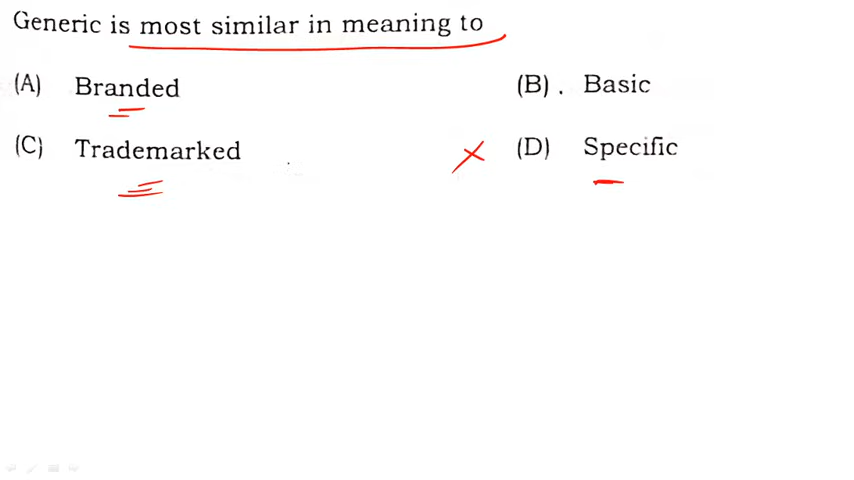 Generic is most similar in meaning to
(A) Branded
(B) . Basic
(C) Trademarked
(D) Specific